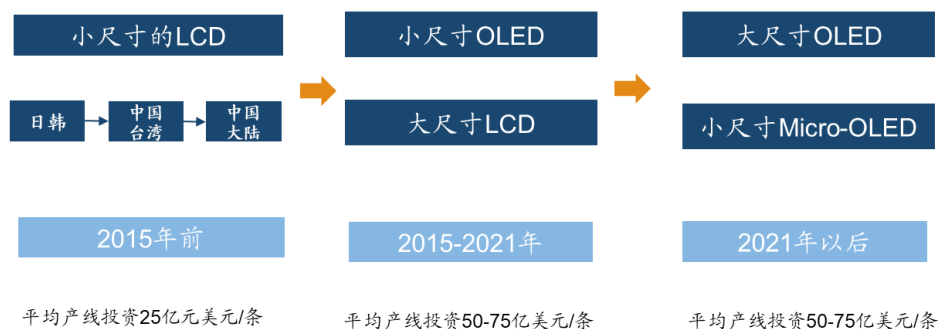 小尺寸的LCD
小尺寸OLED
大尺寸OLED
日韩
中国
台湾
中国
大陆
大尺寸LCD
小尺寸Micro-OLED
2015年前
2015-2021年
2021年以后
平均产线投资25亿元美元/条
平均产线投资50-75亿美元/条
平均产线投资50-75亿美元/条